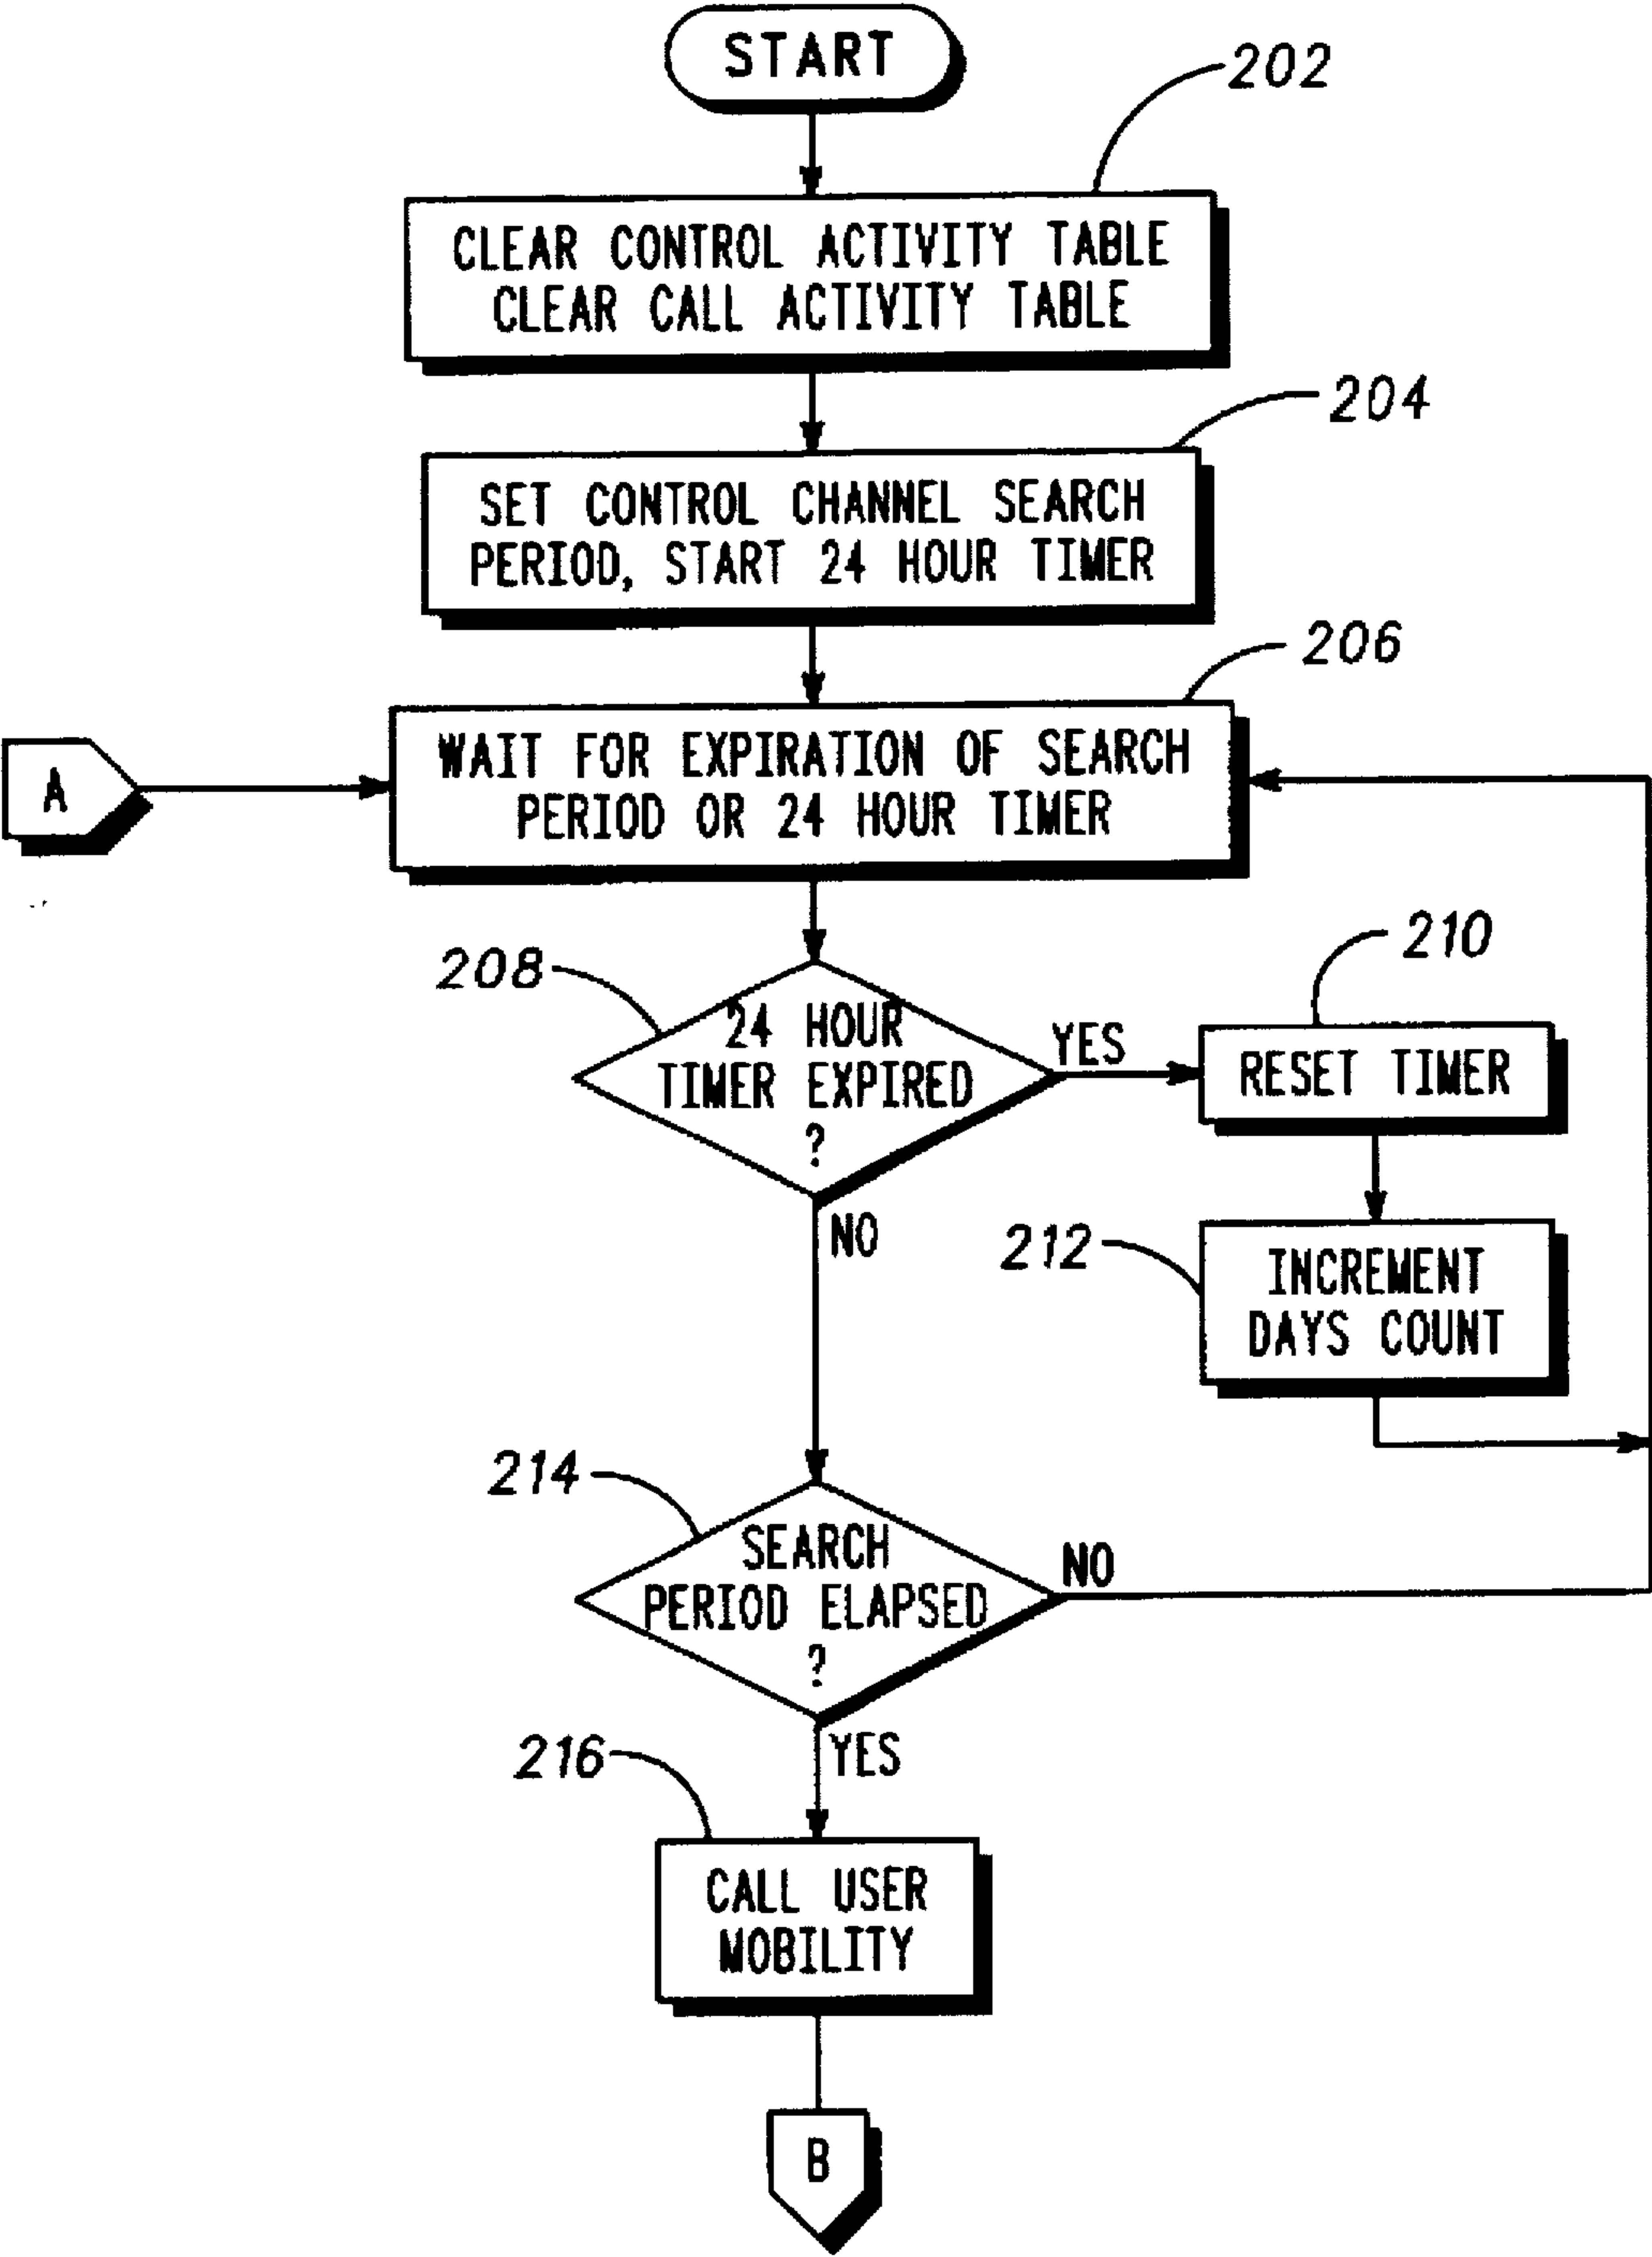 START
202
CLEAR CONTROL ACTIVITY TABLE
CLEAR CALL ACTIVITY TABLE
204
SET CONTROL CHANNEL SEARCH
PERIOD, START 24 HOUR TIMER
206
A
WAIT FOR EXPIRATION OF SEARCH
PERIOD OR 24 HOUR TIMER
208
24 HOUR
TIMER EXPIRED
?
YES
210
RESET TIMER
NO
212
INCREMENT
DAYS COUNT
214
SEARCH
PERIOD ELAPSED
?
NO
YES
216
CALL USER
MOBILITY
B